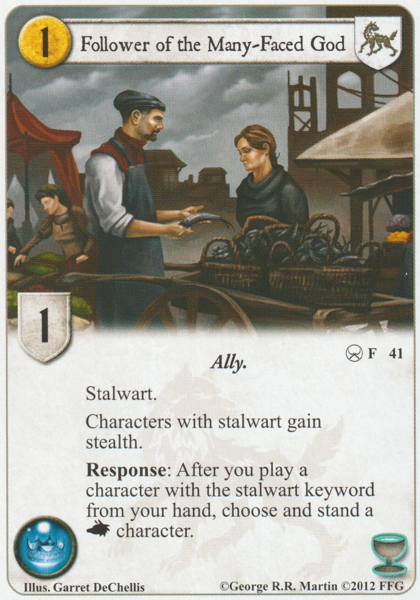 1
Follower of the Many-Faced God
1
Ally.
F 41
Stalwart.
Characters with stalwart gain
stealth.
Response: After you play a
character with the stalwart keyword
from your hand, choose and stand a
character.
Illus. Garret DeChellis
©George R.R. Martin ©2012 FFG